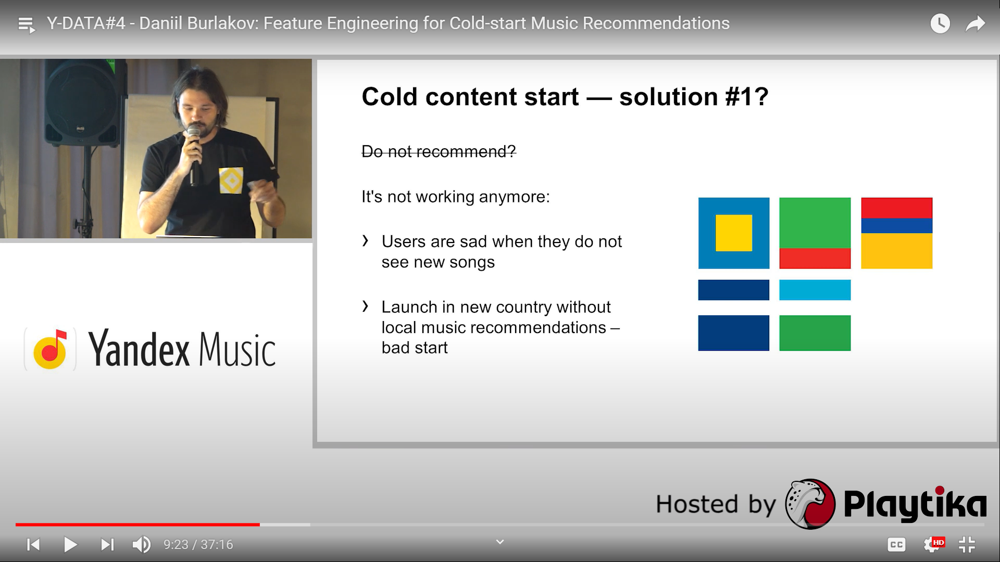 Y-DATA#4 - Daniil Burlakov: Feature Engineering for Cold-start Music Recommendations
Cold content start — solution #1?
Do not recommend?
It's not working anymore:
› Users are sad when they do not
see new songs
› Launch in new country without
local music recommendations –
bad start
Yandex Music
Hosted by Playtika
9:23 / 37:16
CC
HD